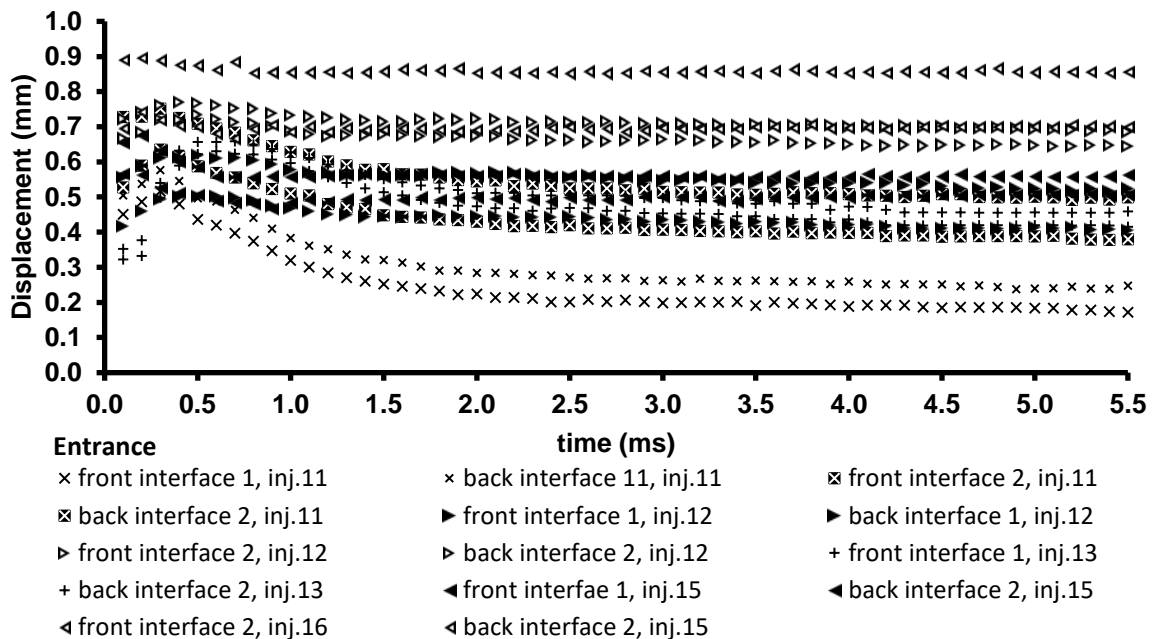 1.0
0.9
0.8
0.7
0.6
0.5
0.4
0.3
0.2
0.1
0.0
Displacement (mm)
0.0 0.5 1.0 1.5 2.0 2.5 3.0 3.5 4.0 4.5 5.0 5.5
time (ms)
Entrance
front interface 1, inj.11 back interface 11, inj.11 front interface 2, inj.11
back interface 2, inj.11 front interface 1, inj.12 back interface 1, inj.12
front interface 2, inj.12 back interface 2, inj.12 front interface 1, inj.13
back interface 2, inj.13 front interfae 1, inj.15 back interface 2, inj.15
front interface 2, inj.16 back interface 2, inj.15